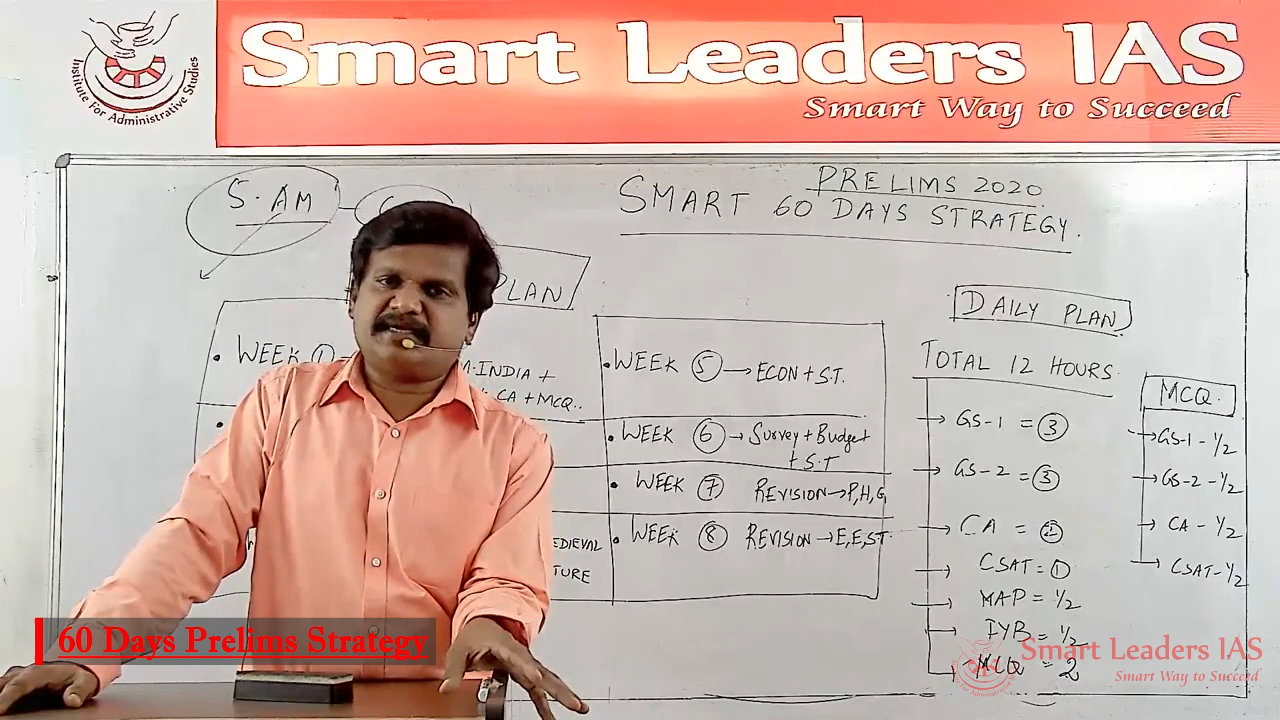 Smart Leaders IAS
Smart Way to Succeed
Institute For Administrative Studies
5. AM
PRELIMS 2020
SMART 60 DAYS STRATEGY.
PLAN
WEEK 1
INDIA +
CA + MCQ..
EDIEVAL
TURE
WEEK 5 → ECON + S.T.
WEEK 6 → Survey + Budget
+ S.T
WEEK 7 REVISION → P, H, G
WEEK 8 REVISION → E, E, ST.
DAILY PLAN
TOTAL 12 HOURS.
→ GS-1 = 3
→ GS-2 = 3
→ CA = 2
→ CSAT = 1
→ MAP = 1/2
→ IYB = 1/2
MCQ = 2
MCQ.
→ GS-1 - 1/2
→ GS-2 - 1/2
→ CA - 1/2
→ CSAT - 1/2
60 Days Prelims Strategy
Smart Leaders IAS
Smart Way to Succeed